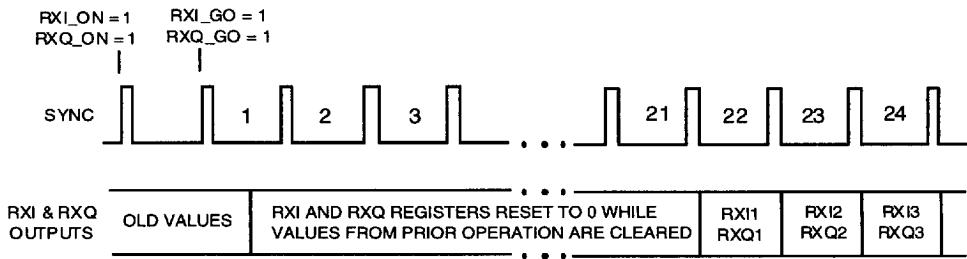 RXI_ON = 1 RXI_GO = 1
RXQ_ON = 1 RXQ_GO = 1
SYNC 1 2 3 21 22 23 24
RXI & RXQ
OUTPUTS
OLD VALUES
RXI AND RXQ REGISTERS RESET TO 0 WHILE
VALUES FROM PRIOR OPERATION ARE CLEARED
RXI1
RXQ1
RXI2
RXQ2
RXI3
RXQ3